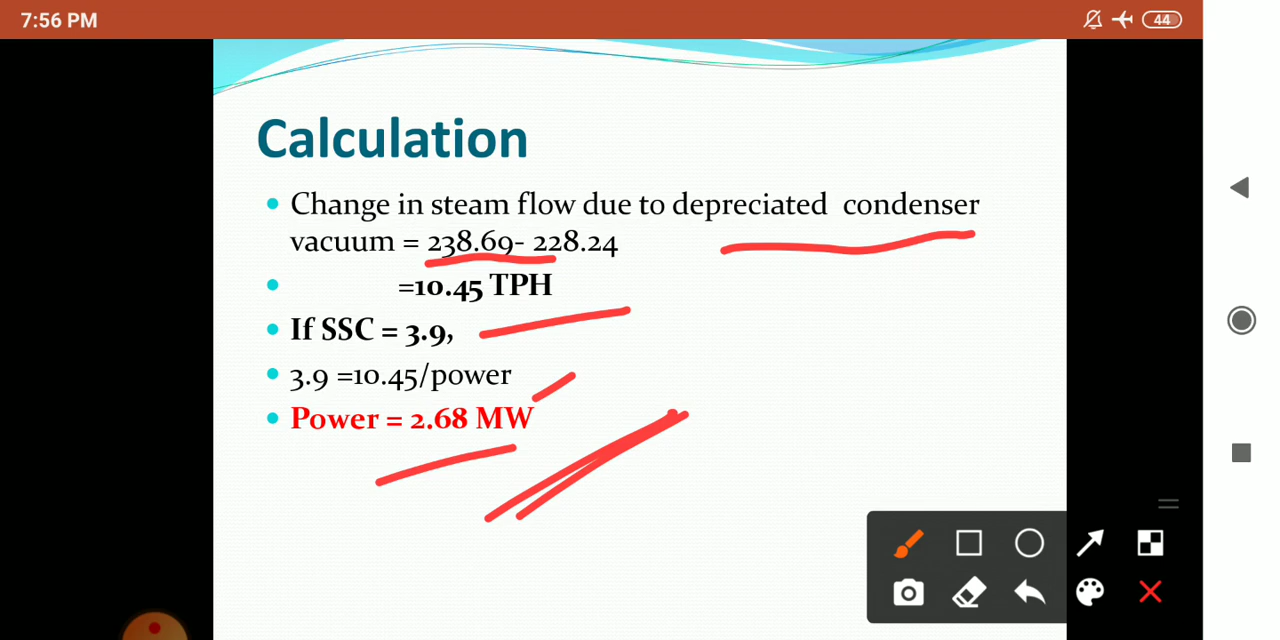 7:56 PM
44
Calculation
Change in steam flow due to depreciated condenser
vacuum = 238.69- 228.24
=10.45 TPH
If SSC = 3.9,
3.9 =10.45/power
Power = 2.68 MW